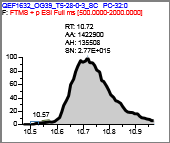 QEF1632_OG39_T5-28-0-3_SC PC-32:0
F: FTMS + p ESI Full ms [500.0000-2000.0000]
RT: 10.72
AA: 1422900
AH: 135508
SN: 2.77E+015
100
80
60
40
20
0
10.57
10.5 10.6 10.7 10.8 10.9